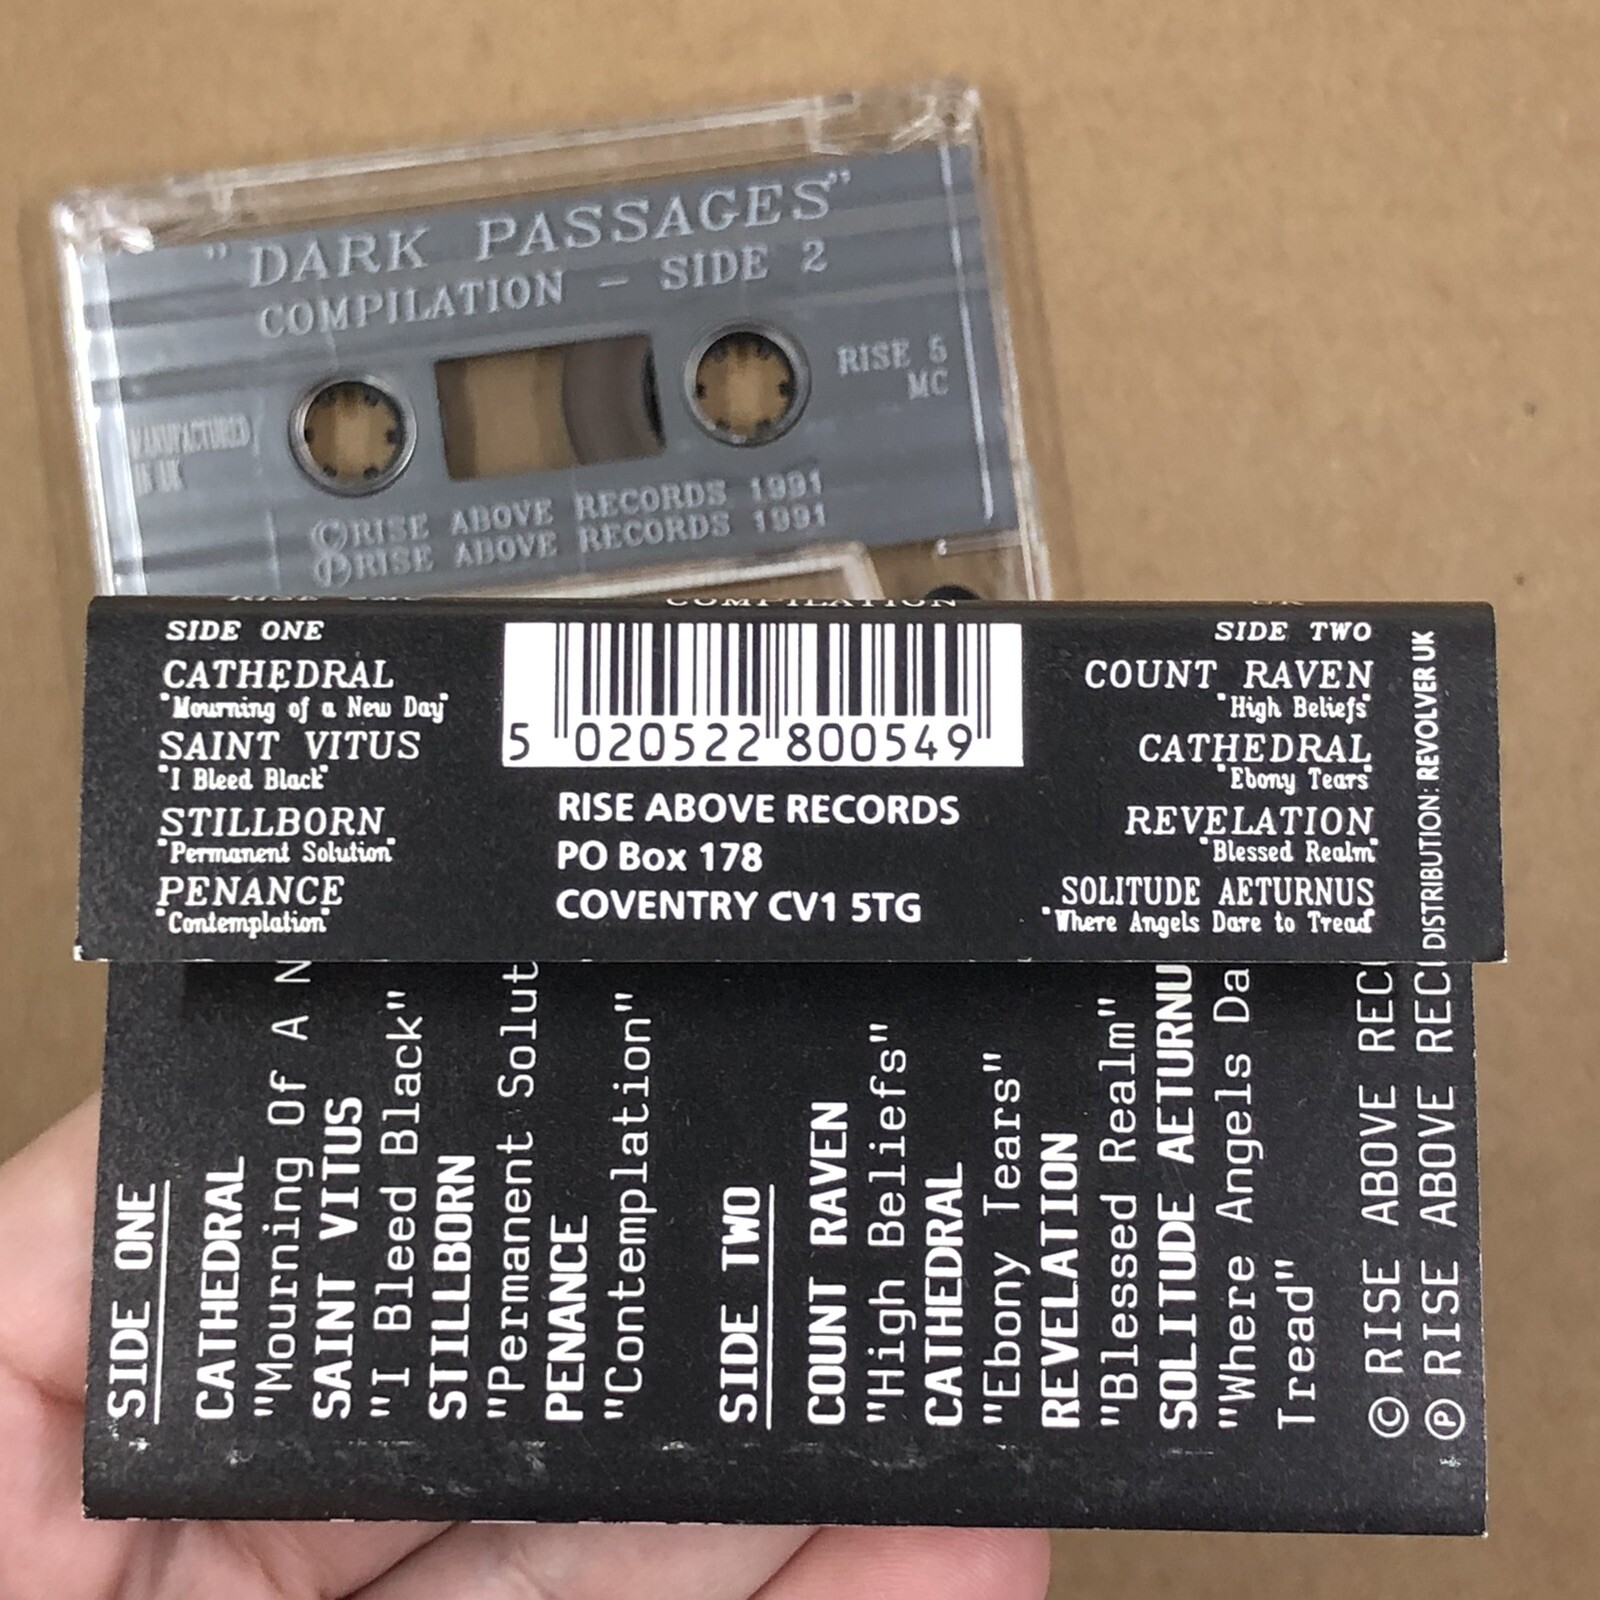 "DARK PASSAGES"
COMPILATION – SIDE 2
RISE 5
MC
MANUFACTURED
IN UK
©RISE ABOVE RECORDS 1991
℗RISE ABOVE RECORDS 1991
COMPILATION
UK
SIDE ONE
CATHEDRAL
"Mourning of a New Day"
SAINT VITUS
"I Bleed Black"
STILLBORN
"Permanent Solution"
PENANCE
"Contemplation"
5 020522 800549
RISE ABOVE RECORDS
PO Box 178
COVENTRY CV1 5TG
SIDE TWO
COUNT RAVEN
"High Beliefs"
CATHEDRAL
"Ebony Tears"
REVELATION
"Blessed Realm"
SOLITUDE AETURNUS
"Where Angels Dare to Tread"
DISTRIBUTION: REVOLVER UK
SIDE ONE
CATHEDRAL
"Mourning Of A N
SAINT VITUS
"I Bleed Black"
STILLBORN
"Permanent Solut
PENANCE
"Contemplation"
SIDE TWO
COUNT RAVEN
"High Beliefs"
CATHEDRAL
"Ebony Tears"
REVELATION
"Blessed Realm"
SOLITUDE AETURNU
"Where Angels Da
Tread"
© RISE ABOVE REC
℗ RISE ABOVE REC